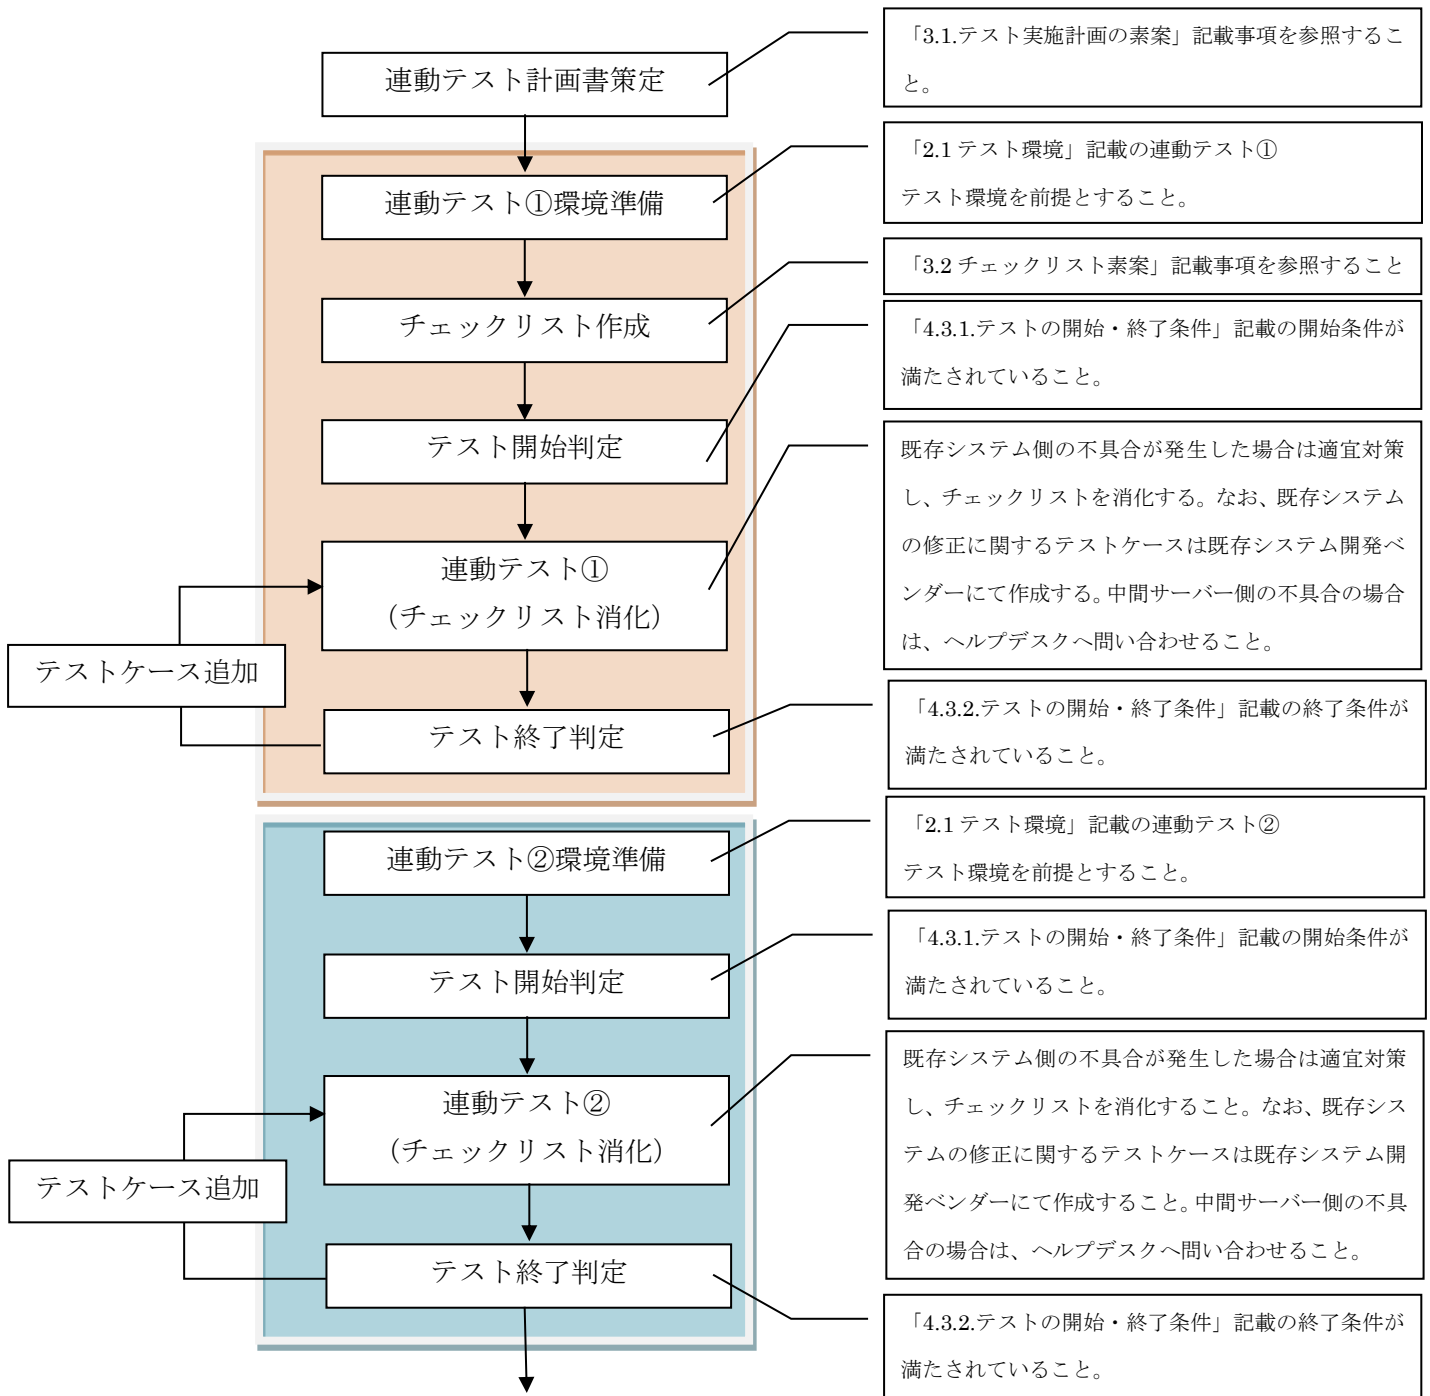 連動テスト計画書策定
「3.1.テスト実施計画の素案」記載事項を参照するこ
と。
連動テスト①環境準備
「2.1テスト環境」記載の連動テスト①
テスト環境を前提とすること。
チェックリスト作成
「3.2チェックリスト素案」記載事項を参照すること
テスト開始判定
「4.3.1.テストの開始・終了条件」記載の開始条件が
満たされていること。
連動テスト①
（チェックリスト消化）
既存システム側の不具合が発生した場合は適宜対策
し、チェックリストを消化する。なお、既存システム
の修正に関するテストケースは既存システム開発ベ
ンダーにて作成する。中間サーバー側の不具合の場合
は、ヘルプデスクへ問い合わせること。
テストケース追加
テスト終了判定
「4.3.2.テストの開始・終了条件」記載の終了条件が
満たされていること。
連動テスト②環境準備
「2.1テスト環境」記載の連動テスト②
テスト環境を前提とすること。
テスト開始判定
「4.3.1.テストの開始・終了条件」記載の開始条件が
満たされていること。
連動テスト②
（チェックリスト消化）
既存システム側の不具合が発生した場合は適宜対策
し、チェックリストを消化すること。なお、既存シス
テムの修正に関するテストケースは既存システム開
発ベンダーにて作成すること。中間サーバー側の不具
合の場合は、ヘルプデスクへ問い合わせること。
テストケース追加
テスト終了判定
「4.3.2.テストの開始・終了条件」記載の終了条件が
満たされていること。